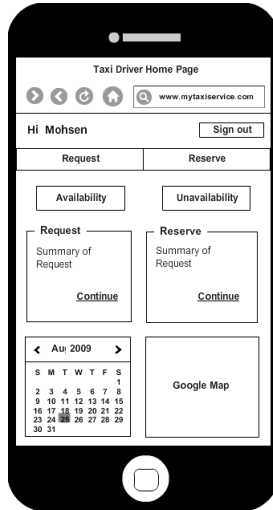 Taxi Driver Home Page
www.mytaxiservice.com
Hi Mohsen
Sign out
Request
Reserve
Availability
Unavailability
Request
Summary of
Request
Continue
Reserve
Summary of
Request
Continue
Au 2009
S M T W T F S
1
2 3 4 5 6 7 8
9 10 11 12 13 14 15
16 17 18 19 20 21 22
23 24 25 26 27 28 29
30 31
Google Map